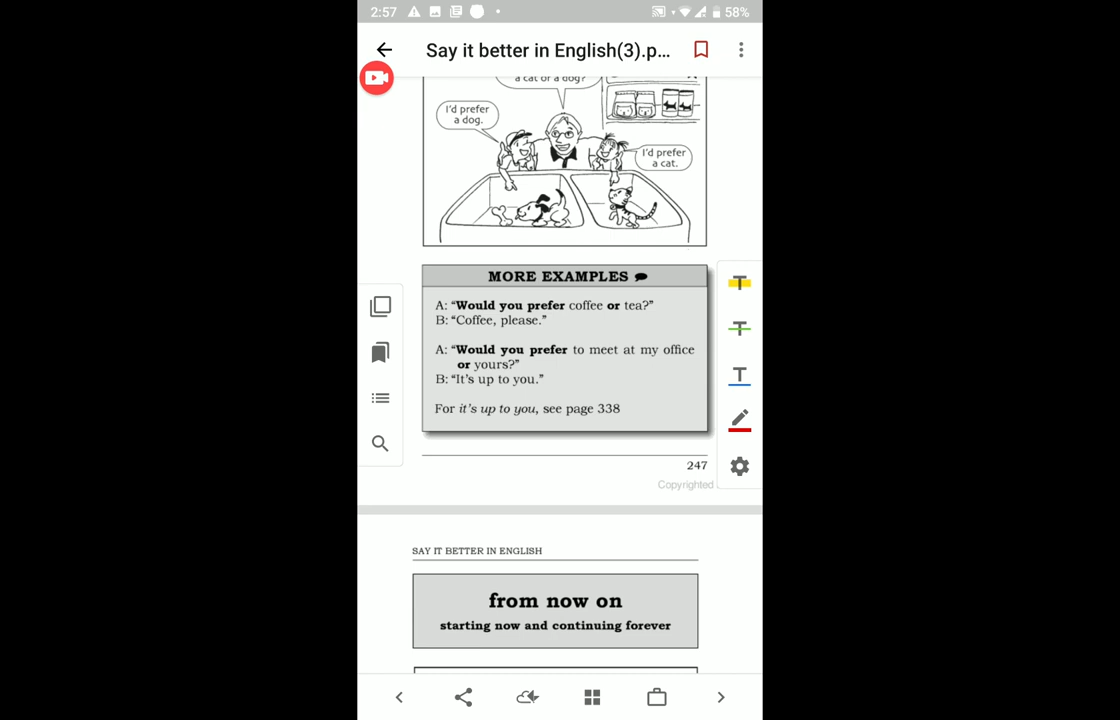 2:57
58%
Say it better in English(3).p...
a cat or a dog?
I'd prefer
a dog.
I'd prefer
a cat.
MORE EXAMPLES
A: “Would you prefer coffee or tea?”
B: “Coffee, please.”
A: “Would you prefer to meet at my office
or yours?”
B: “It’s up to you.”
For it’s up to you, see page 338
247
Copyrighted
SAY IT BETTER IN ENGLISH
from now on
starting now and continuing forever